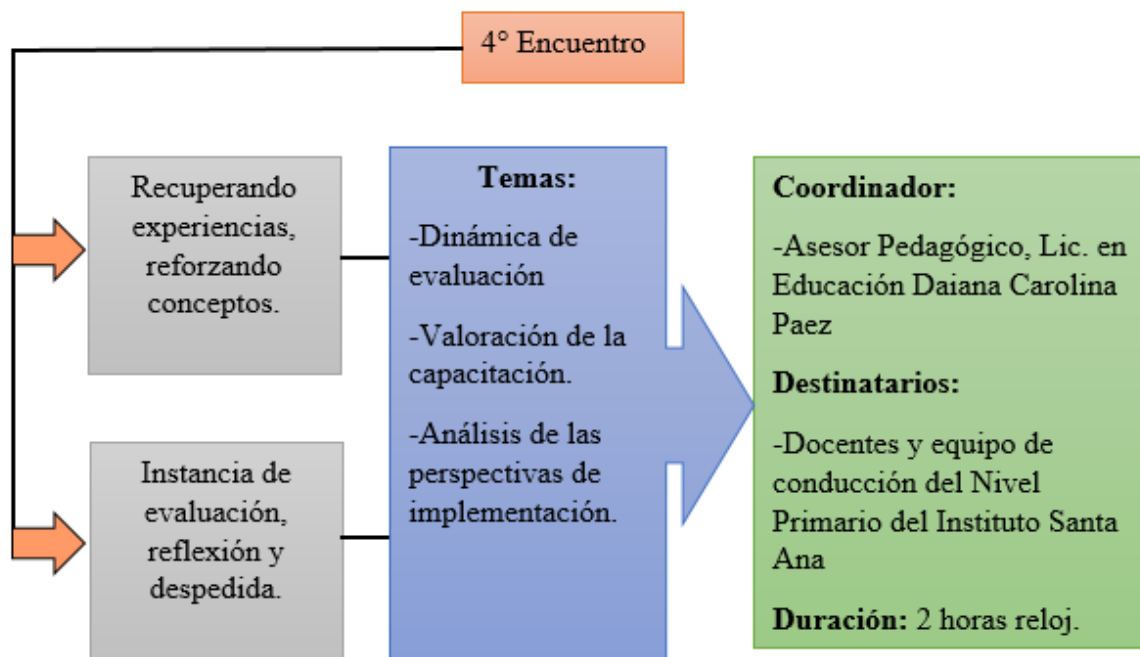 4° Encuentro
Recuperando
experiencias,
reforzando
conceptos.
Instancia de
evaluación,
reflexión y
despedida.
Temas:
-Dinámica de
evaluación
-Valoración de la
capacitación.
-Análisis de las
perspectivas de
implementación.
Coordinador:
-Asesor Pedagógico, Lic. en
Educación Daiana Carolina
Paez
Destinatarios:
-Docentes y equipo de
conducción del Nivel
Primario del Instituto Santa
Ana
Duración: 2 horas reloj.